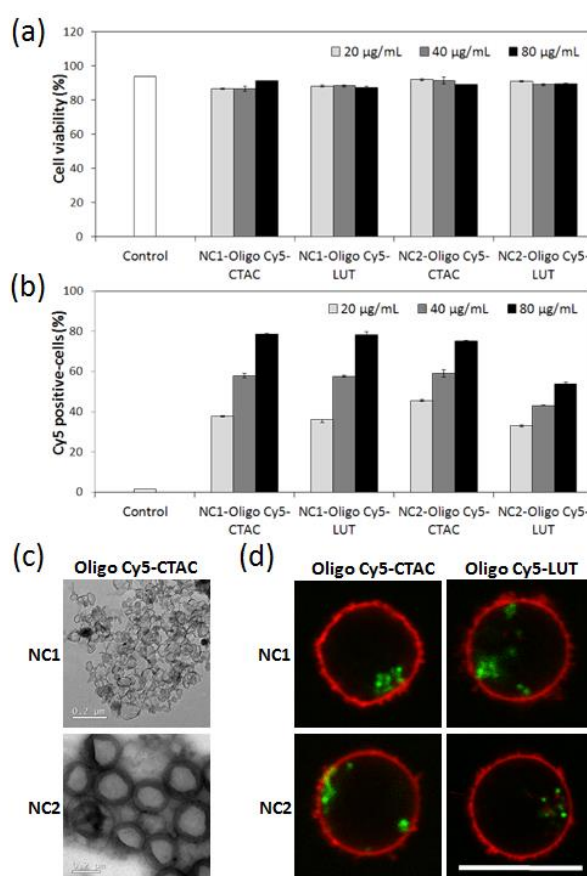 (a)
120
100
80
60
40
20
0
Cell viability (%)
20 µg/mL 40 µg/mL 80 µg/mL
Control NC1-Oligo Cy5-CTAC NC1-Oligo Cy5-LUT NC2-Oligo Cy5-CTAC NC2-Oligo Cy5-LUT
(b)
100
80
60
40
20
0
Cy5 positive-cells (%)
20 µg/mL 40 µg/mL 80 µg/mL
Control NC1-Oligo Cy5-CTAC NC1-Oligo Cy5-LUT NC2-Oligo Cy5-CTAC NC2-Oligo Cy5-LUT
(c)
Oligo Cy5-CTAC
NC1
0.2 µm
NC2
(d)
Oligo Cy5-CTAC Oligo Cy5-LUT
NC1
NC2